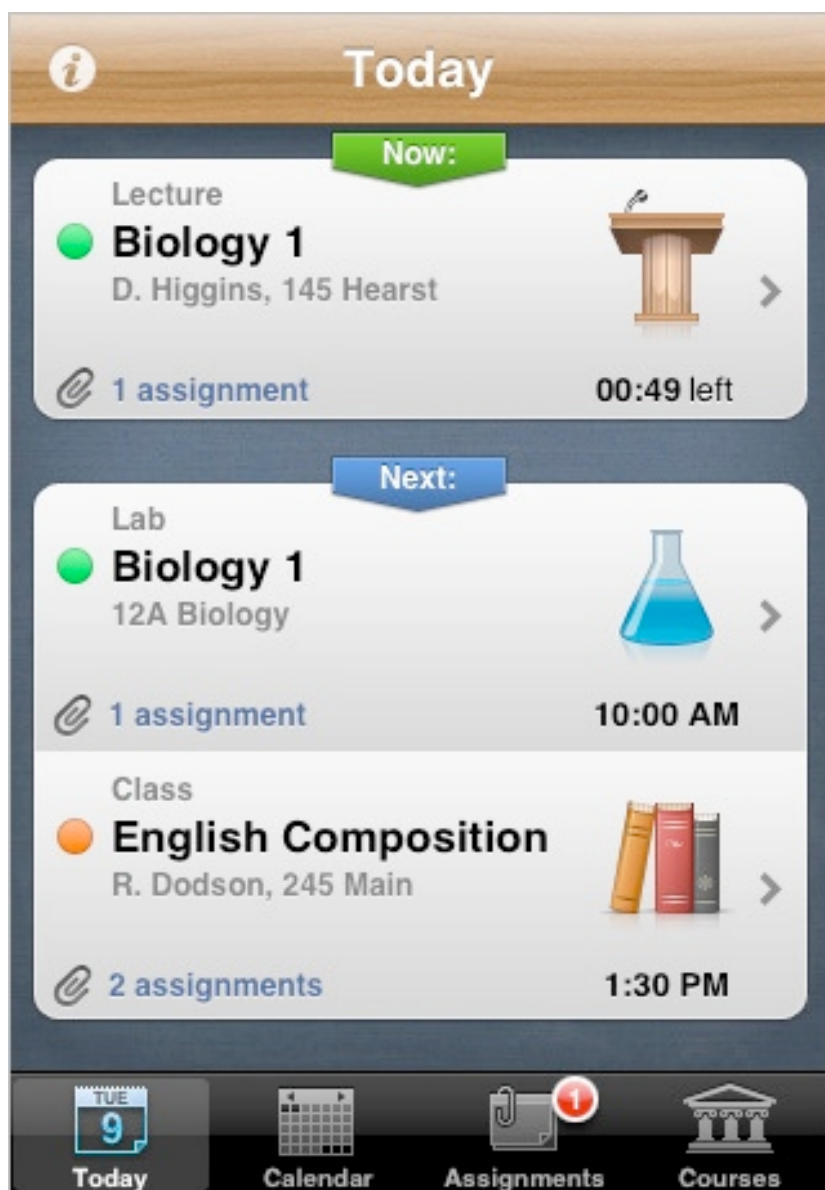 Today
Now:
Lecture
Biology 1
D. Higgins, 145 Hearst
1 assignment
00:49 left
Next:
Lab
Biology 1
12A Biology
1 assignment
10:00 AM
Class
English Composition
R. Dodson, 245 Main
2 assignments
1:30 PM
TUE
9
1
Today
Calendar
Assignments
Courses